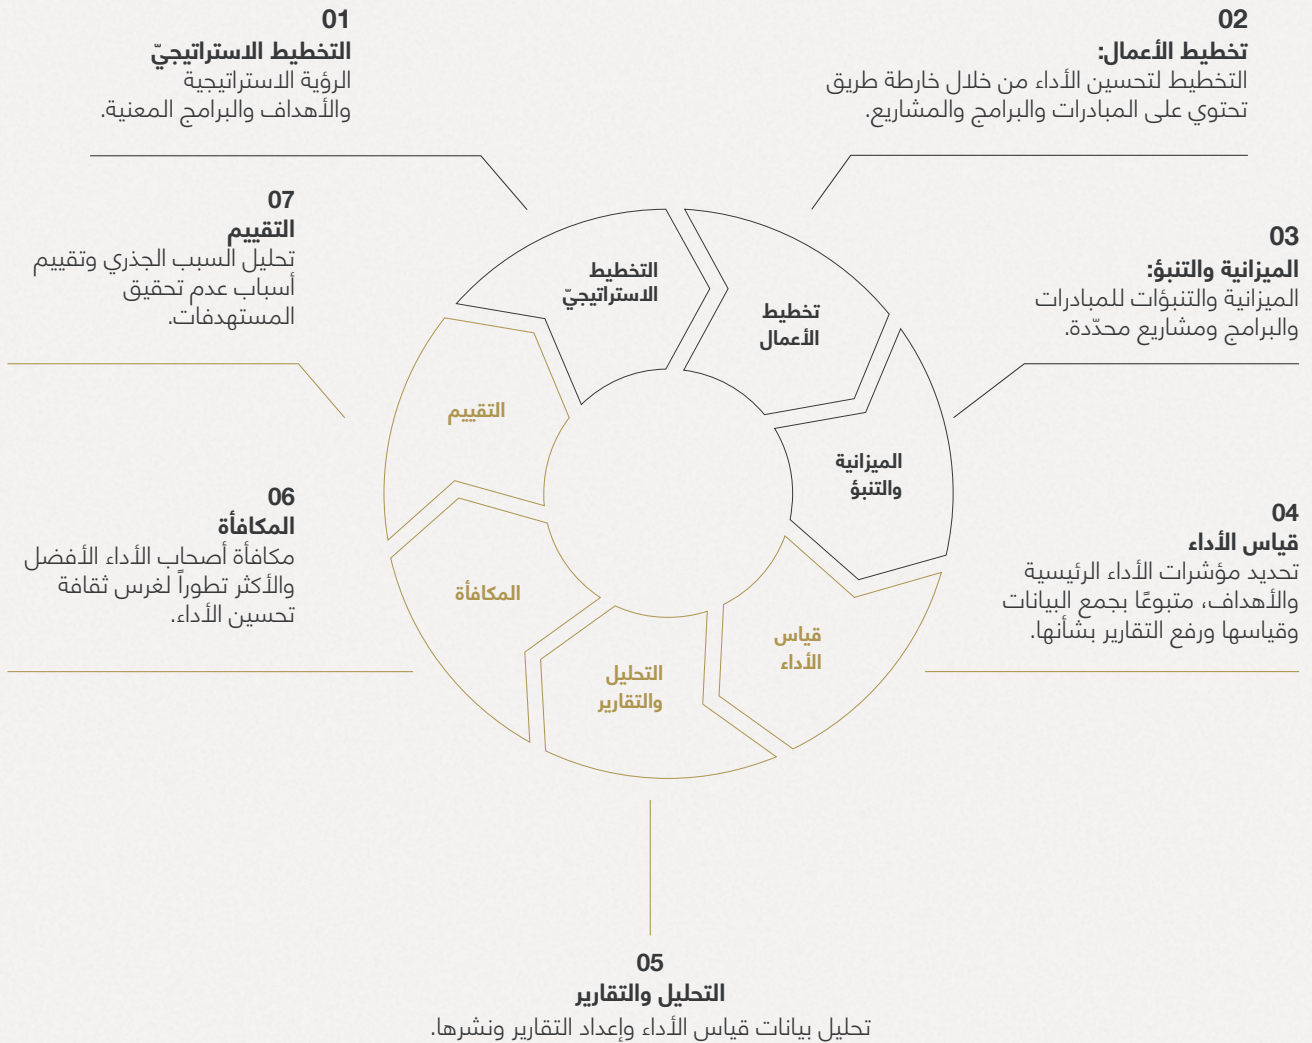 01
التخطيط الاستراتيجيّ
الرؤية الاستراتيجية
والأهداف والبرامج المعنية.
02
تخطيط الأعمال:
التخطيط لتحسين الأداء من خلال خارطة طريق
تحتوي على المبادرات والبرامج والمشاريع.
03
الميزانية والتنبؤ:
الميزانية والتنبؤات للمبادرات
والبرامج ومشاريع محدّدة.
04
قياس الأداء
تحديد مؤشرات الأداء الرئيسية
والأهداف، متبوعًا بجمع البيانات
وقياسها ورفع التقارير بشأنها.
05
التحليل والتقارير
تحليل بيانات قياس الأداء وإعداد التقارير ونشرها.
06
المكافأة
مكافأة أصحاب الأداء الأفضل
والأكثر تطوراً لغرس ثقافة
تحسين الأداء.
07
التقييم
تحليل السبب الجذري وتقييم
أسباب عدم تحقيق
المستهدفات.
التخطيط
الاستراتيجيّ
تخطيط
الأعمال
الميزانية
والتنبؤ
قياس
الأداء
التحليل
والتقارير
المكافأة
التقييم